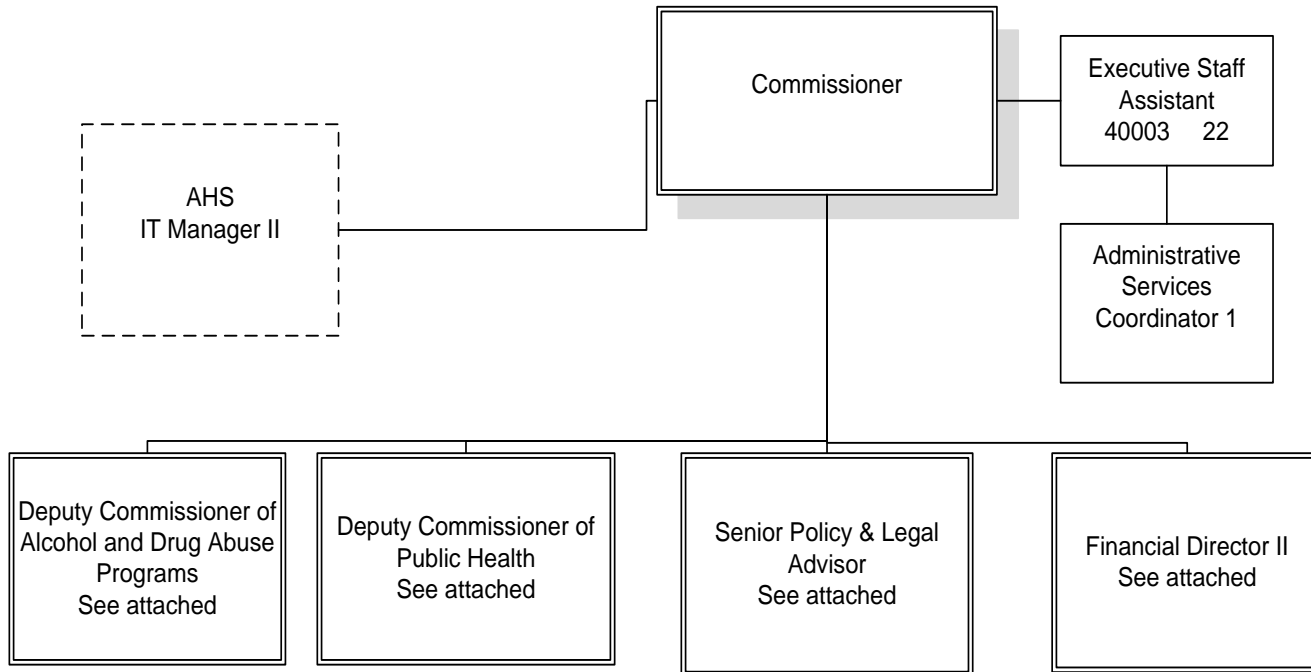 Commissioner
Executive Staff
Assistant
40003 22
AHS
IT Manager II
Administrative
Services
Coordinator 1
Deputy Commissioner of
Alcohol and Drug Abuse
Programs
See attached
Deputy Commissioner of
Public Health
See attached
Senior Policy & Legal
Advisor
See attached
Financial Director II
See attached